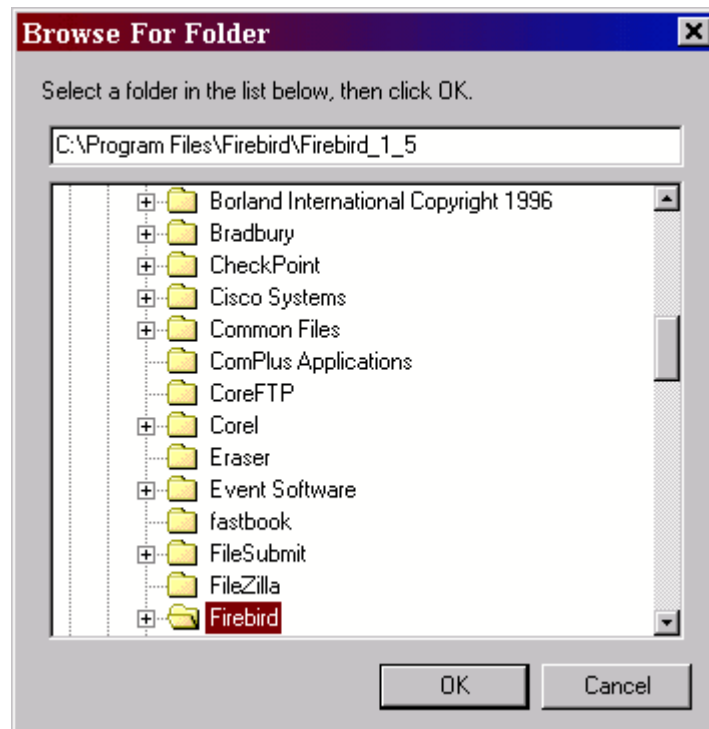 Browse For Folder
Select a folder in the list below, then click OK.
C:\Program Files\Firebird\Firebird_1_5
Borland International Copyright 1996
Bradbury
CheckPoint
Cisco Systems
Common Files
ComPlus Applications
CoreFTP
Corel
Eraser
Event Software
fastbook
FileSubmit
FileZilla
Firebird
OK Cancel